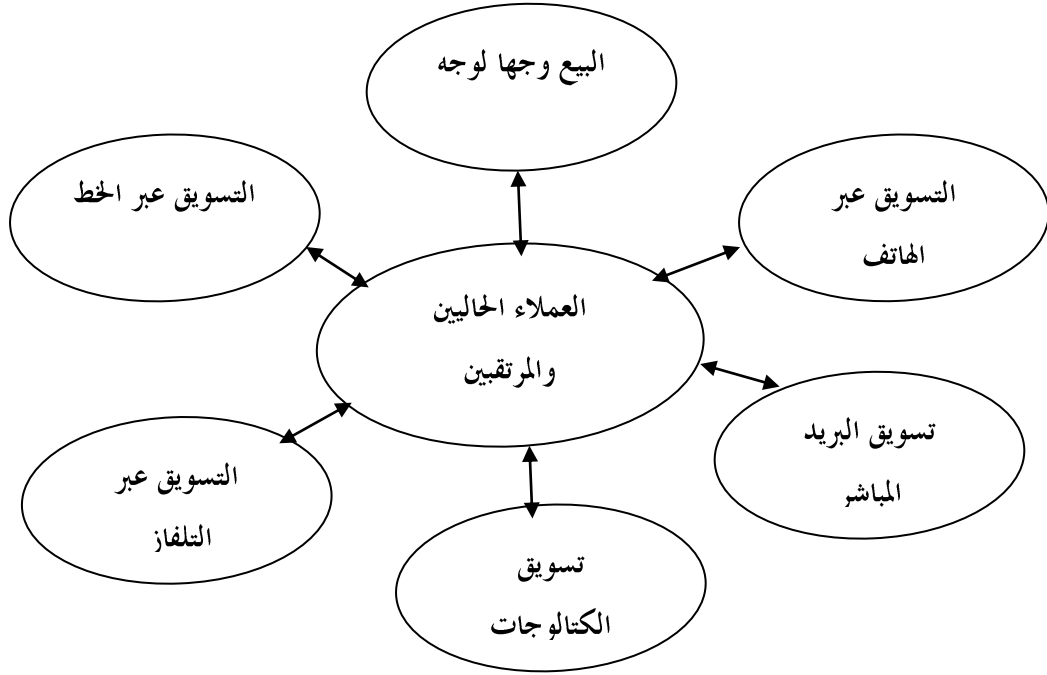 البيع وجها لوجه
التسويق عبر
الهاتف
التسويق عبر الخط
العملاء الحاليين
والمرتقبين
تسويق البريد
المباشر
التسويق عبر
التلفاز
تسويق
الكتالوجات